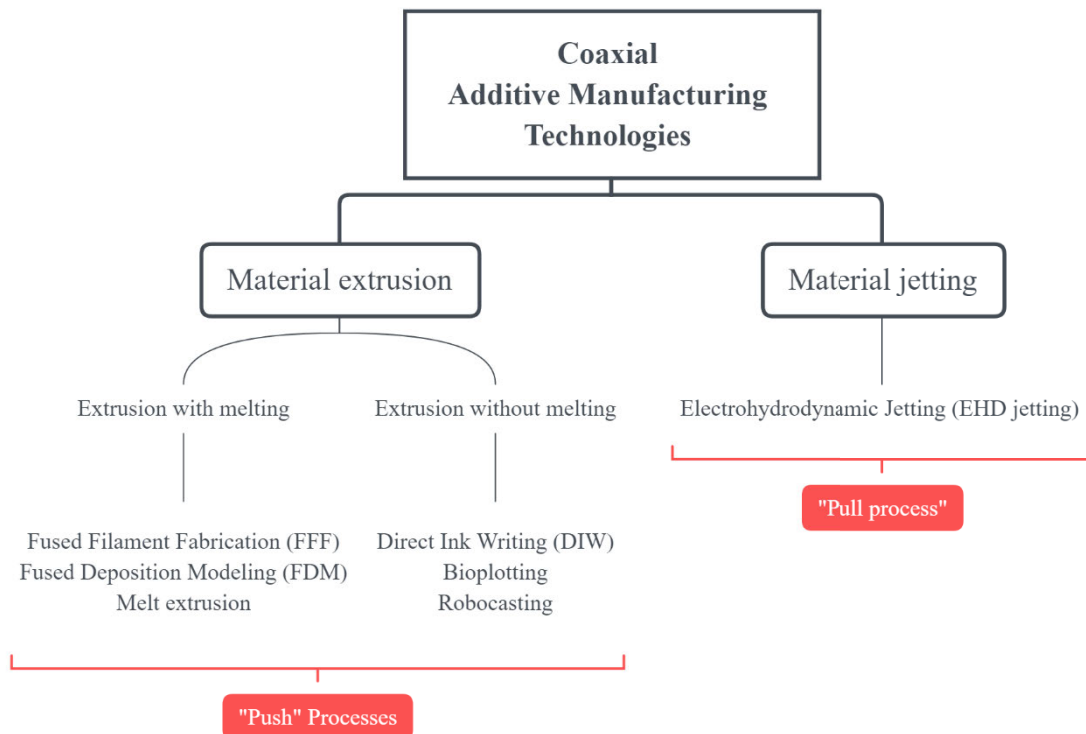 Coaxial
Additive Manufacturing
Technologies
Material extrusion
Material jetting
Extrusion with melting
Extrusion without melting
Electrohydrodynamic Jetting (EHD jetting)
"Pull process"
Fused Filament Fabrication (FFF)
Fused Deposition Modeling (FDM)
Melt extrusion
Direct Ink Writing (DIW)
Bioplotting
Robocasting
"Push" Processes